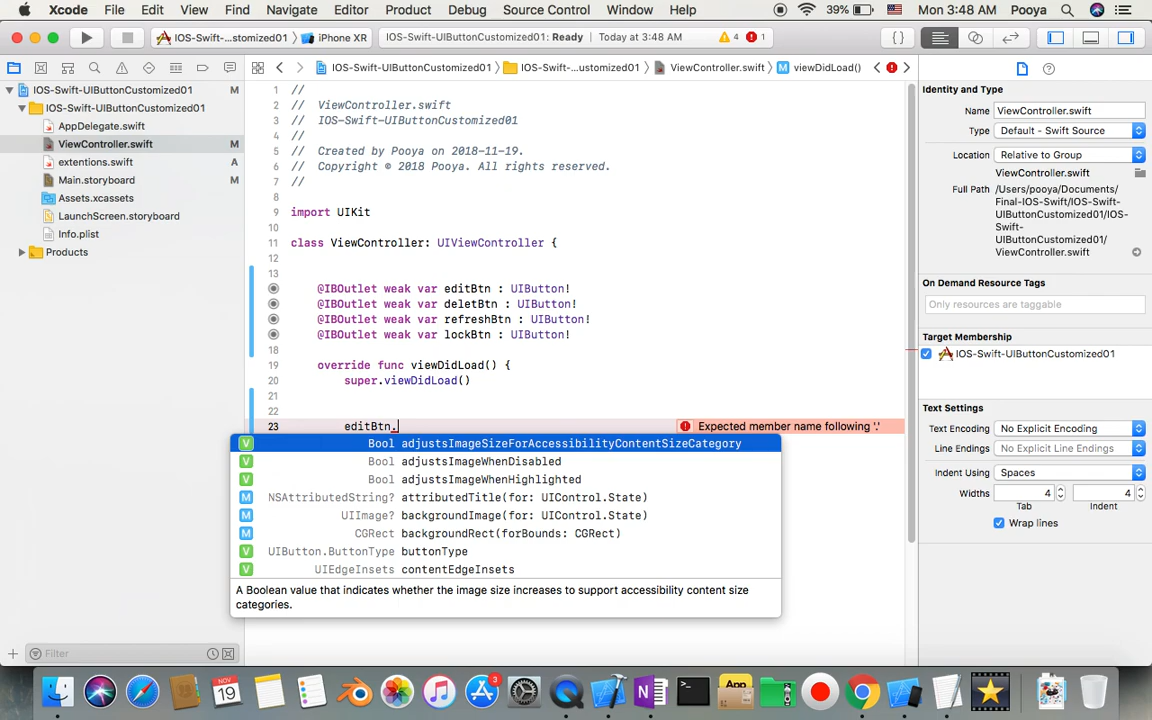 Xcode File Edit View Find Navigate Editor Product Debug Source Control Window Help 39% Mon 3:48 AM Pooya
IOS-Swift-...stomized01 iPhone XR IOS-Swift-UIButtonCustomized01: Ready Today at 3:48 AM 4 1
IOS-Swift-UIButtonCustomized01 IOS-Swift-...ustomized01 ViewController.swift M viewDidLoad()
IOS-Swift-UIButtonCustomized01 M
IOS-Swift-UIButtonCustomized01
AppDelegate.swift
ViewController.swift M
extentions.swift A
Main.storyboard M
Assets.xcassets
LaunchScreen.storyboard
Info.plist
Products
Filter
1 //
2 // ViewController.swift
3 // IOS-Swift-UIButtonCustomized01
4 //
5 // Created by Pooya on 2018-11-19.
6 // Copyright © 2018 Pooya. All rights reserved.
7 //
8
9 import UIKit
10
11 class ViewController: UIViewController {
12
13
@IBOutlet weak var editBtn : UIButton!
@IBOutlet weak var deletBtn : UIButton!
@IBOutlet weak var refreshBtn : UIButton!
@IBOutlet weak var lockBtn : UIButton!
18
19 override func viewDidLoad() {
20 super.viewDidLoad()
21
22
23 editBtn. Expected member name following '.'
V Bool adjustsImageSizeForAccessibilityContentSizeCategory
V Bool adjustsImageWhenDisabled
V Bool adjustsImageWhenHighlighted
M NSAttributedString? attributedTitle(for: UIControl.State)
M UIImage? backgroundImage(for: UIControl.State)
M CGRect backgroundRect(forBounds: CGRect)
V UIButton.ButtonType buttonType
V UIEdgeInsets contentEdgeInsets
A Boolean value that indicates whether the image size increases to support accessibility content size
categories.
Identity and Type
Name ViewController.swift
Type Default - Swift Source
Location Relative to Group
ViewController.swift
Full Path /Users/pooya/Documents/
Final-IOS-Swift/IOS-Swift-
UIButtonCustomized01/IOS-
Swift-
UIButtonCustomized01/
ViewController.swift
On Demand Resource Tags
Only resources are taggable
Target Membership
IOS-Swift-UIButtonCustomized01
Text Settings
Text Encoding No Explicit Encoding
Line Endings No Explicit Line Endings
Indent Using Spaces
Widths 4 4
Tab Indent
Wrap lines
NOV
19
3
App